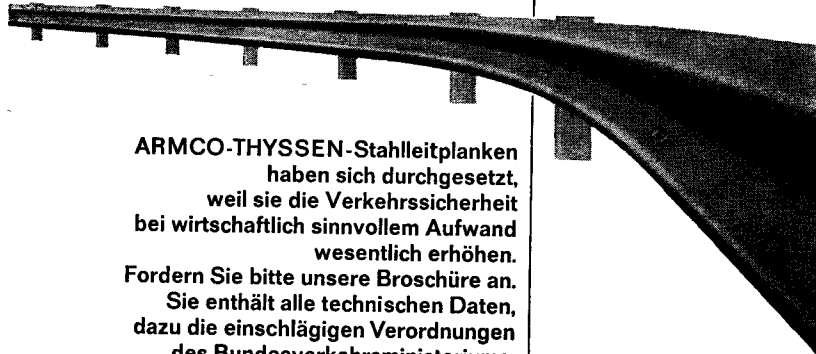 ARMCO-THYSSEN-Stahlleitplanken
haben sich durchgesetzt,
weil sie die Verkehrssicherheit
bei wirtschaftlich sinnvollem Aufwand
wesentlich erhöhen.
Fordern Sie bitte unsere Broschüre an.
Sie enthält alle technischen Daten,
dazu die einschlägigen Verordnungen
des Bundesverkehrsministeriums